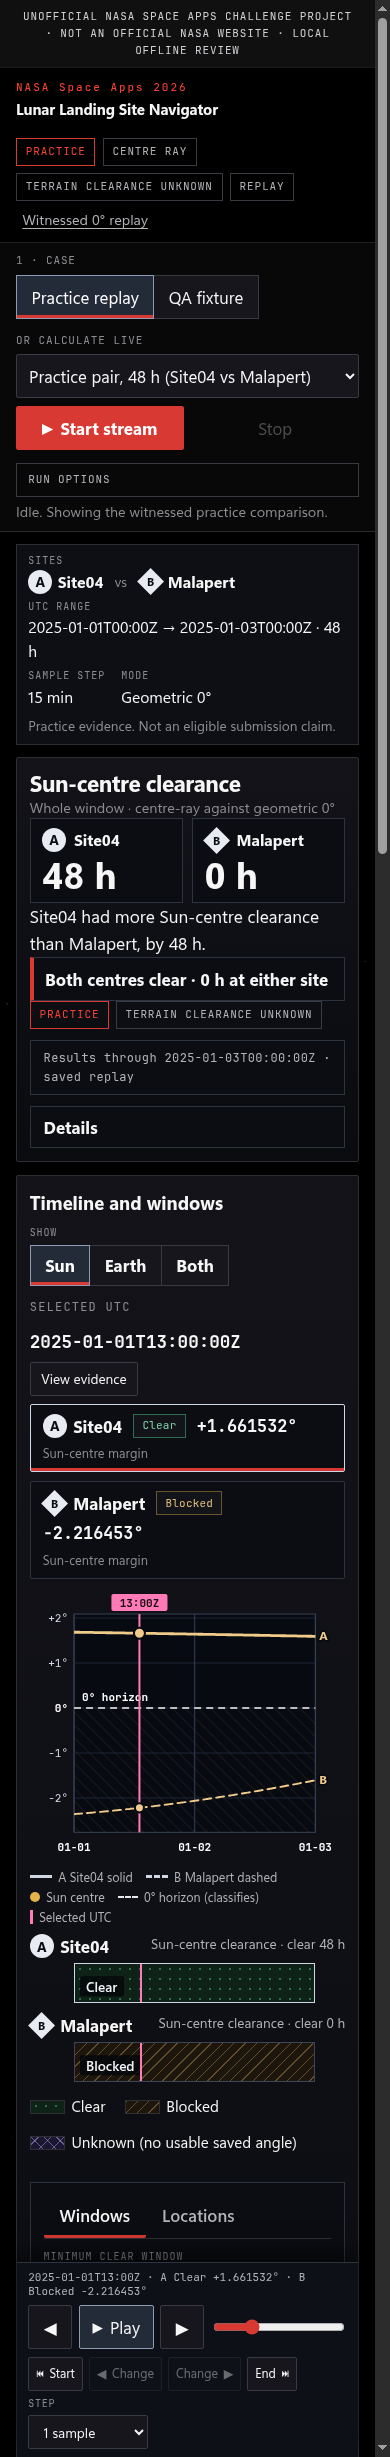 UNOFFICIAL NASA SPACE APPS CHALLENGE PROJECT
· NOT AN OFFICIAL NASA WEBSITE · LOCAL
OFFLINE REVIEW
NASA Space Apps 2026
Lunar Landing Site Navigator
PRACTICE
CENTRE RAY
TERRAIN CLEARANCE UNKNOWN
REPLAY
Witnessed 0° replay
1 · CASE
Practice replay
QA fixture
OR CALCULATE LIVE
Practice pair, 48 h (Site04 vs Malapert)
▶ Start stream
Stop
RUN OPTIONS
Idle. Showing the witnessed practice comparison.
SITES
A Site04 vs B Malapert
UTC RANGE
2025-01-01T00:00Z → 2025-01-03T00:00Z · 48
h
SAMPLE STEP
MODE
15 min
Geometric 0°
Practice evidence. Not an eligible submission claim.
Sun-centre clearance
Whole window · centre-ray against geometric 0°
A Site04
B Malapert
48 h
0 h
Site04 had more Sun-centre clearance
than Malapert, by 48 h.
Both centres clear · 0 h at either site
PRACTICE
TERRAIN CLEARANCE UNKNOWN
Results through 2025-01-03T00:00:00Z ·
saved replay
Details
Timeline and windows
SHOW
Sun
Earth
Both
SELECTED UTC
2025-01-01T13:00:00Z
View evidence
A Site04 Clear +1.661532°
Sun-centre margin
B Malapert Blocked
-2.216453°
Sun-centre margin
13:00Z
+2°
A
+1°
0° horizon
0°
-1°
B
-2°
01-01
01-02
01-03
A Site04 solid
B Malapert dashed
Sun centre
0° horizon (classifies)
Selected UTC
A Site04
Sun-centre clearance · clear 48 h
Clear
B Malapert
Sun-centre clearance · clear 0 h
Blocked
Clear
Blocked
Unknown (no usable saved angle)
Windows
Locations
MINIMUM CLEAR WINDOW
2025-01-01T13:00Z · A Clear +1.661532° · B
Blocked -2.216453°
◀
▶ Play
▶
⏮ Start
◀ Change
Change ▶
End ⏭
STEP
1 sample